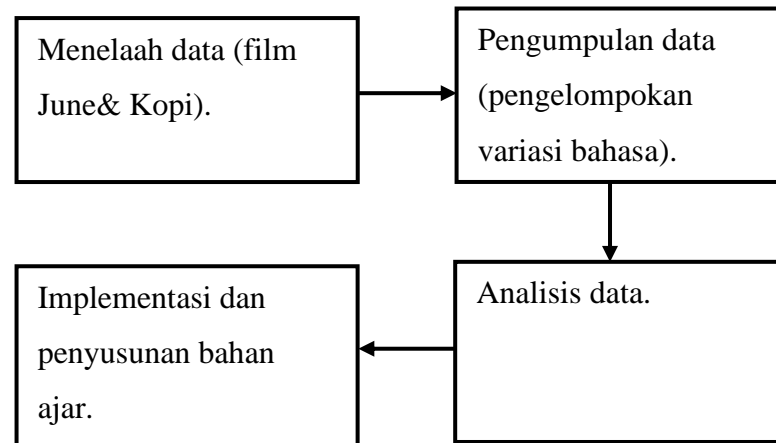 Menelaah data (film
June& Kopi).
Pengumpulan data
(pengelompokan
variasi bahasa).
Analisis data.
Implementasi dan
penyusunan bahan
ajar.